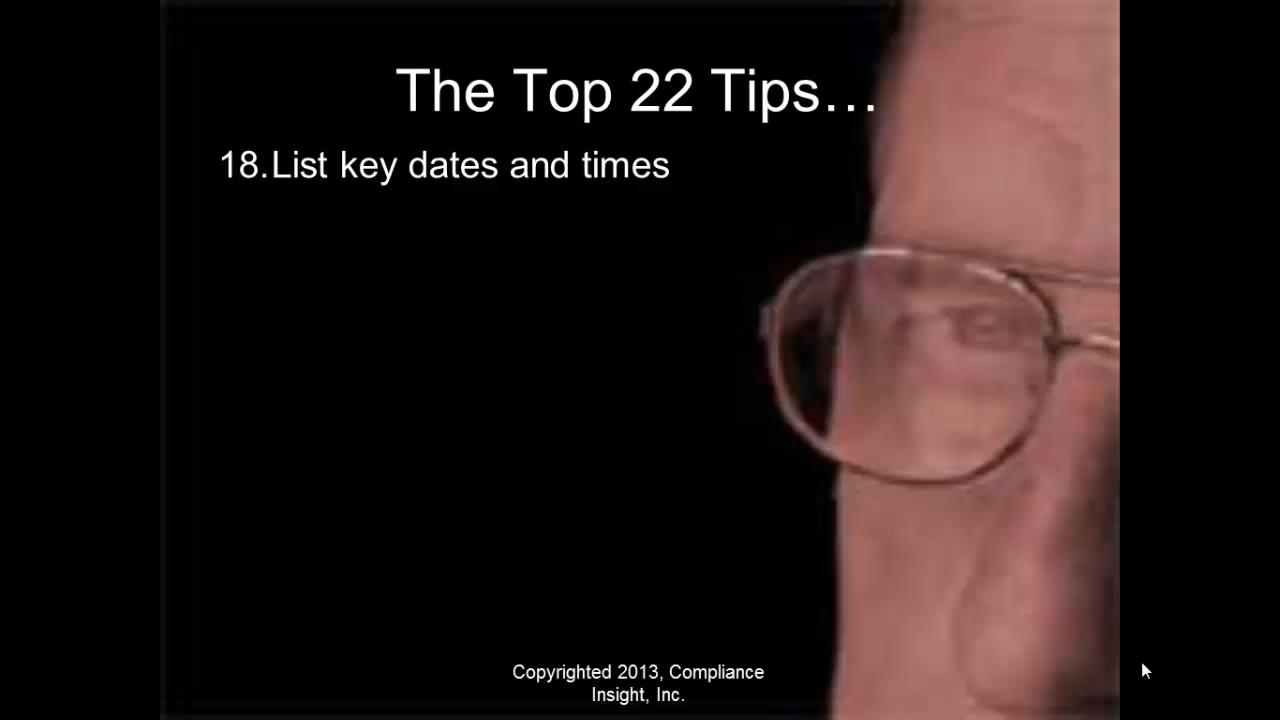 The Top 22 Tips…
18.List key dates and times
Copyrighted 2013, Compliance
Insight, Inc.